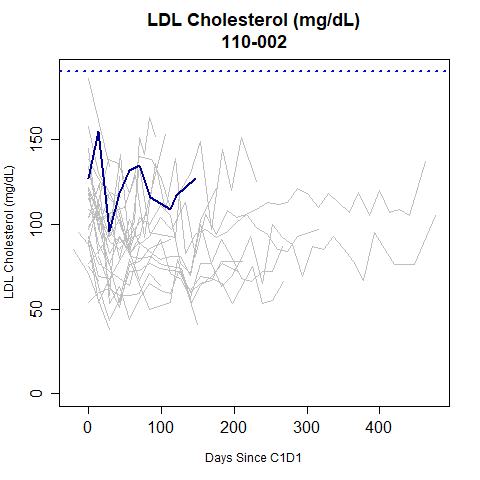 LDL Cholesterol (mg/dL)
110-002
LDL Cholesterol (mg/dL)
150
100
50
0
0 100 200 300 400
Days Since C1D1